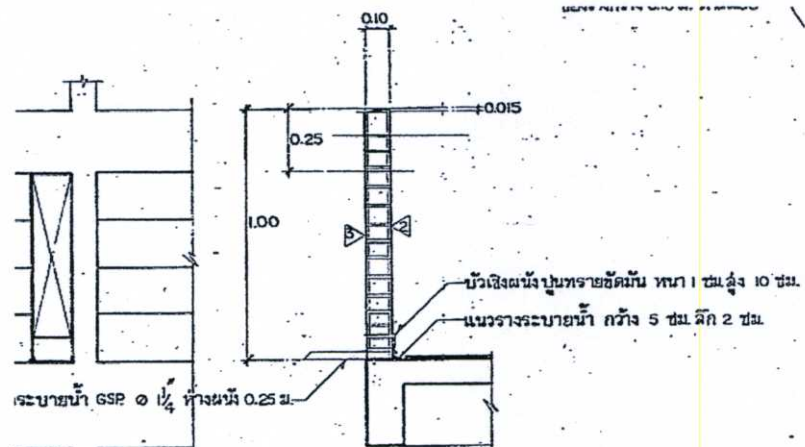 0.10
0.015
0.25
1.00
3
2
บัวเชิงผนังปูนทรายขัดมัน หนา 1 ซม.สูง 10 ซม.
แนวรางระบายน้ำ กว้าง 5 ซม. ลึก 2 ซม.
ระบายน้ำ GSP. Ø 1 1/4" ห่างผนัง 0.25 ม.